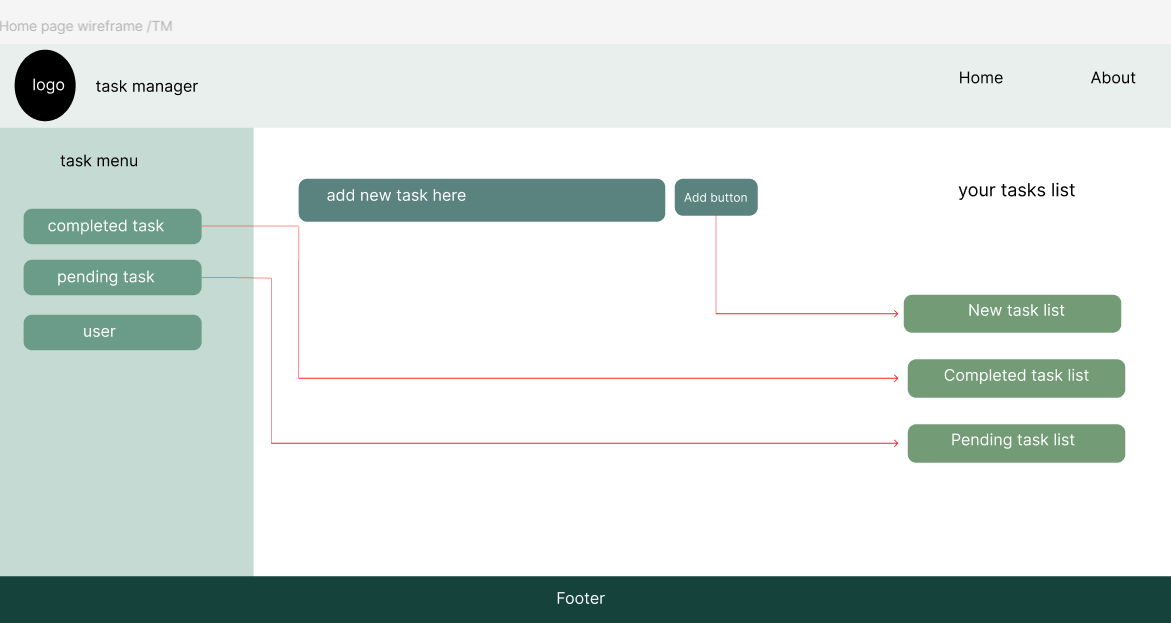 Home page wireframe /TM
logo
task manager
Home
About
task menu
completed task
pending task
user
add new task here
Add button
your tasks list
New task list
Completed task list
Pending task list
Footer